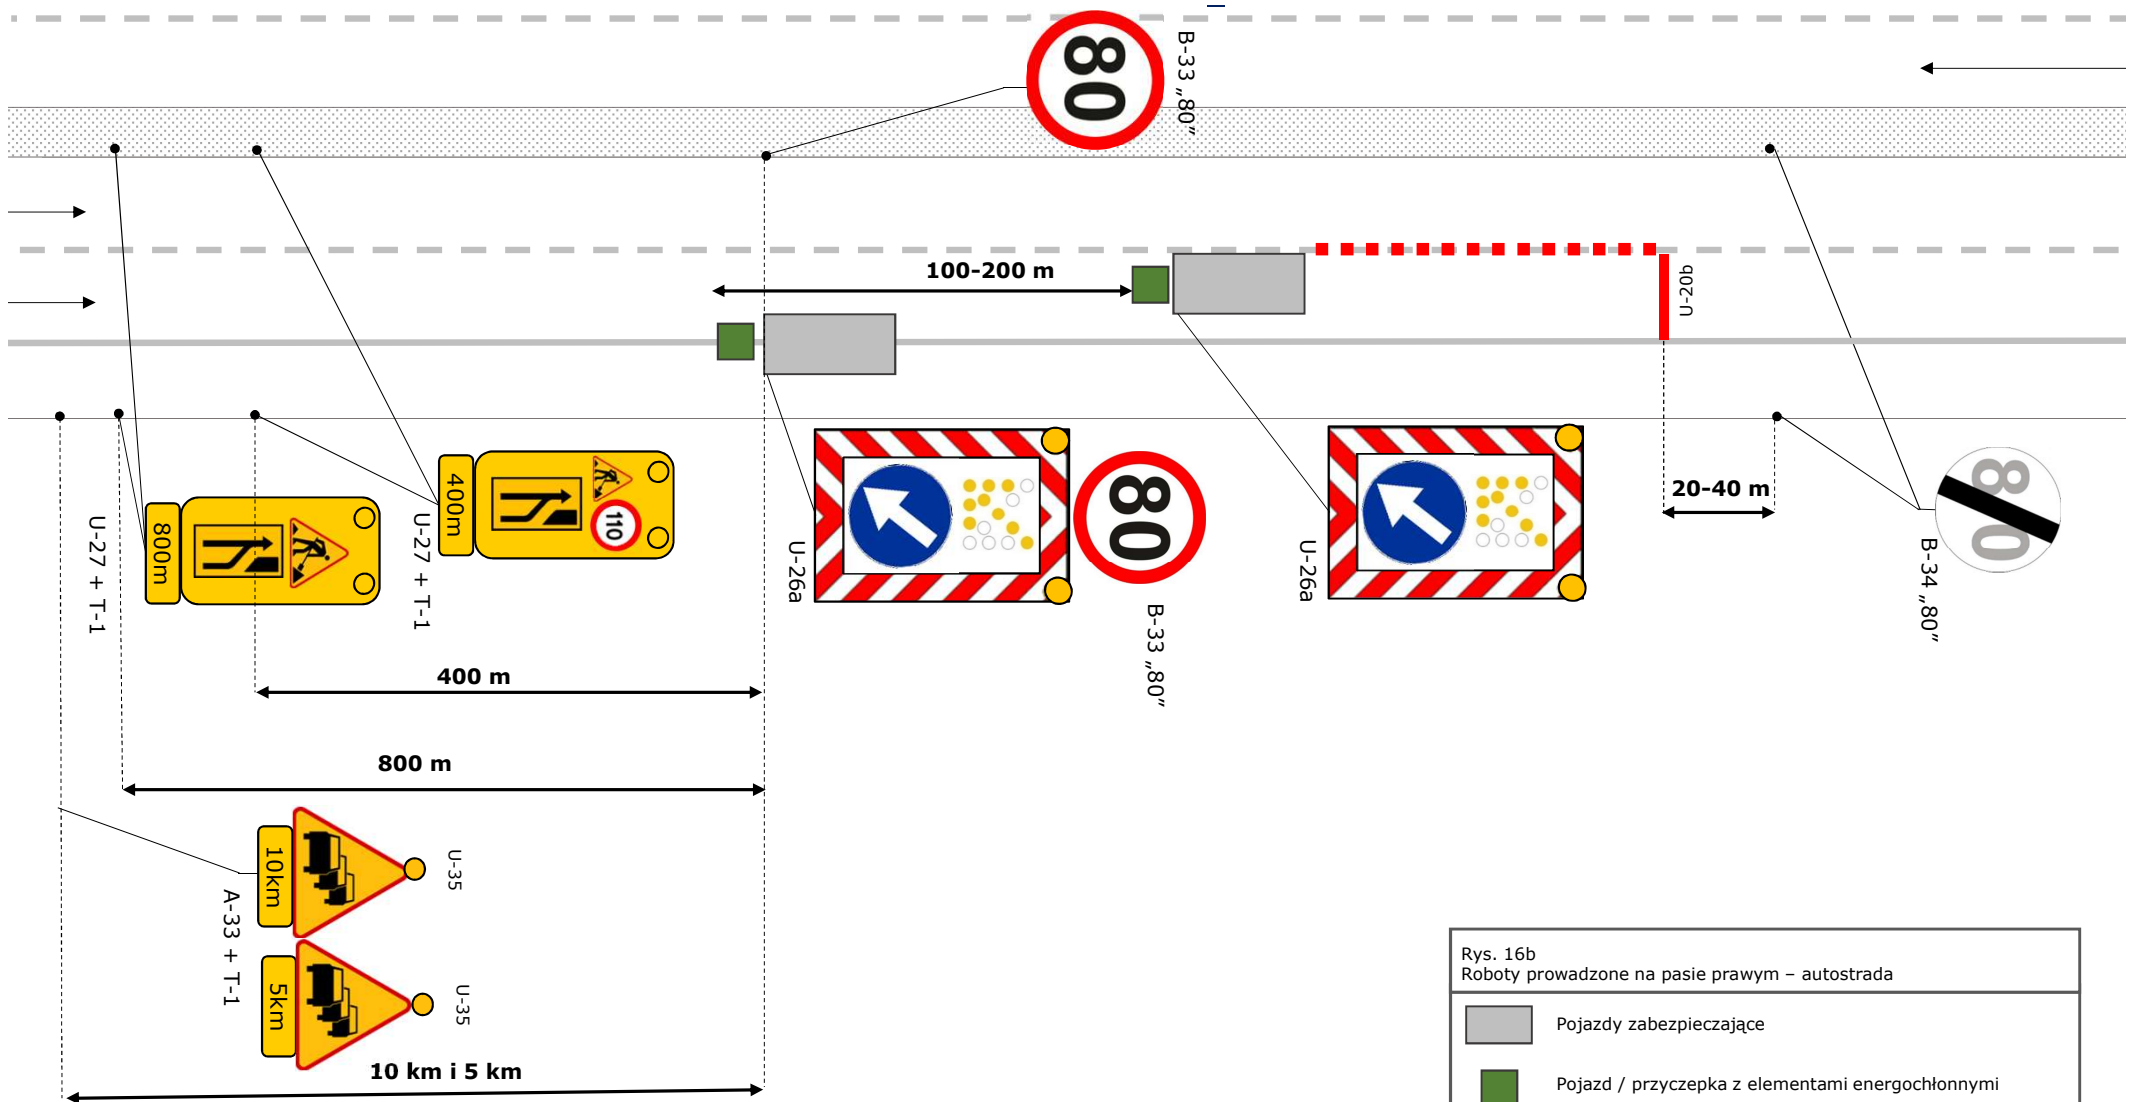 80
B-33 „80”
100-200 m
U-20b
800m
U-27 + T-1
400m
110
U-27 + T-1
U-26a
80
B-33 „80”
U-26a
20-40 m
80
B-34 „80”
400 m
800 m
10km
U-35
A-33 + T-1
5km
U-35
10 km i 5 km
Rys. 16b
Roboty prowadzone na pasie prawym – autostrada
Pojazdy zabezpieczające
Pojazd / przyczepka z elementami energochłonnymi